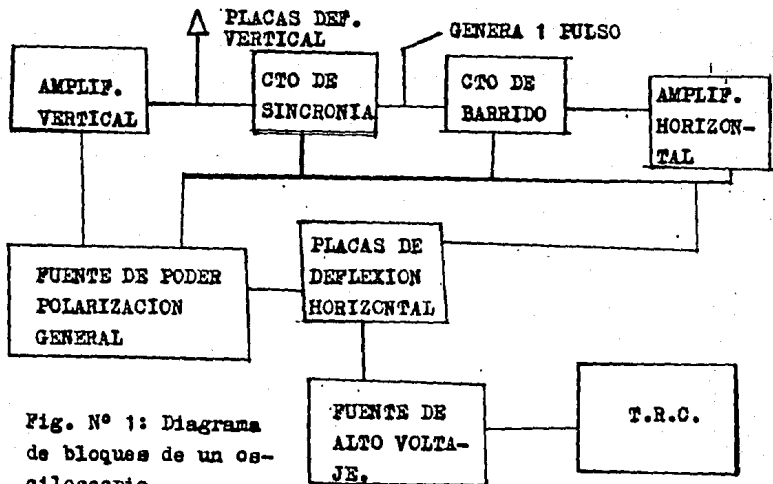 PLACAS DEF.
VERTICAL
GENERA 1 PULSO
AMPLIF.
VERTICAL
CTO DE
SINCRONIA
CTO DE
BARRIDO
AMPLIF.
HORIZON-
TAL
FUENTE DE PODER
POLARIZACION
GENERAL
PLACAS DE
DEFLEXION
HORIZONTAL
FUENTE DE
ALTO VOLTA-
JE.
T.R.C.
Fig. Nº 1: Diagrama
de bloques de un os-
ciloscopio